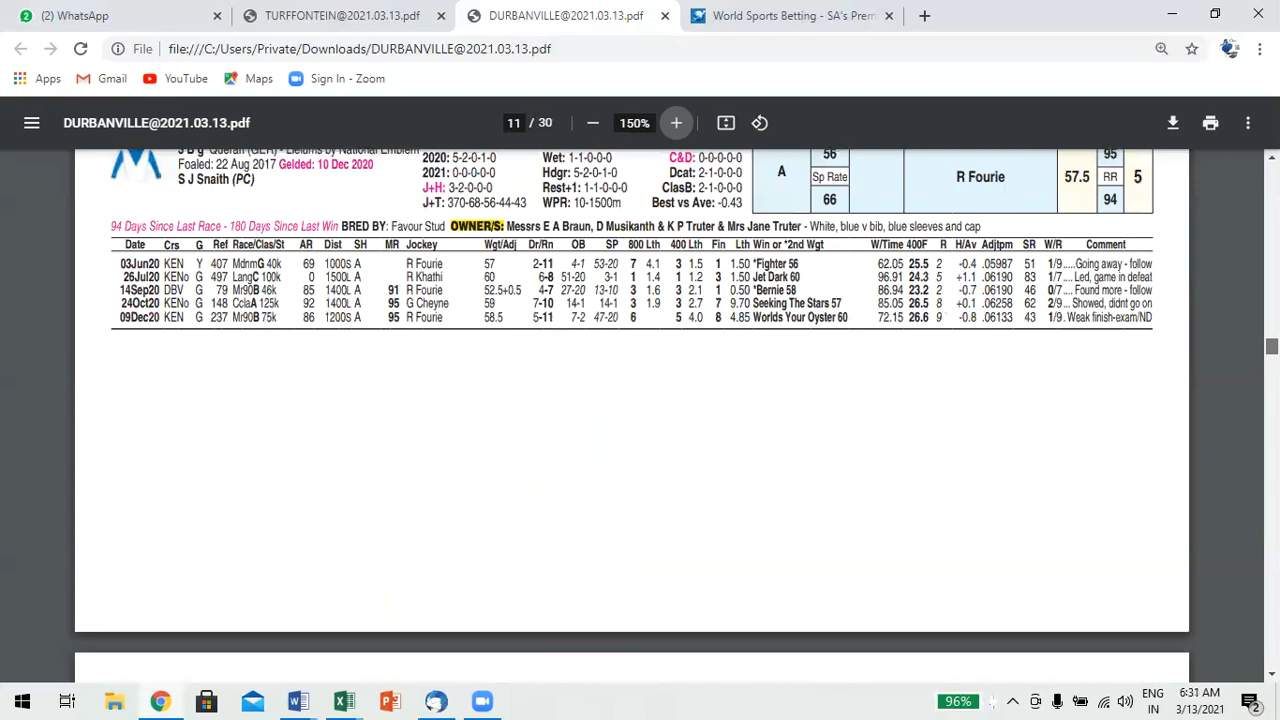 (2) WhatsApp × TURFFONTEIN@2021.03.13.pdf × DURBANVILLE@2021.03.13.pdf × World Sports Betting - SA's Prem ×
File file:///C:/Users/Private/Downloads/DURBANVILLE@2021.03.13.pdf
Apps Gmail YouTube Maps Sign In - Zoom
DURBANVILLE@2021.03.13.pdf 11 / 30 150%
3 B g Querari (GER) - by National Emblem
Foaled: 22 Aug 2017 Gelded: 10 Dec 2020
S J Snaith (PC)
2020: 5-2-0-1-0 Wet: 1-1-0-0-0 C&D: 0-0-0-0-0
2021: 0-0-0-0-0 Hdgr: 5-2-0-1-0 Dcat: 2-1-0-0-0
J+H: 3-2-0-0-0 Rest+1: 1-1-0-0-0 ClasB: 2-1-0-0-0
J+T: 370-68-56-44-43 WPR: 10-1500m Best vs Ave: -0.43
A 56 Sp Rate 66 R Fourie 57.5 95 RR 94 5
94 Days Since Last Race - 180 Days Since Last Win BRED BY: Favour Stud OWNER/S: Messrs E A Braun, D Musikanth & K P Truter & Mrs Jane Truter - White, blue v bib, blue sleeves and cap
Date Crs G Ref Race/Clas/St AR Dist SH MR Jockey Wgt/Adj Dr/Rn OB SP 800 Lth 400 Lth Fin Lth Win or *2nd Wgt W/Time 400F R H/Av Adjtpm SR W/R Comment
03Jun20 KEN Y 407 MdnmG 40k 69 1000S A R Fourie 57 2-11 4-1 53-20 7 4.1 3 1.5 1 1.50 *Fighter 56 62.05 25.5 2 -0.4 .05987 51 1/9 ....Going away - follow
26Jul20 KENo G 497 LangC 100k 0 1500L A R Khathi 60 6-8 51-20 3-1 1 1.4 1 1.2 3 1.50 Jet Dark 60 96.91 24.3 5 +1.1 .06190 83 1/7 .... Led, game in defeat
14Sep20 DBV G 79 Mr90B 46k 85 1400L A 91 R Fourie 52.5+0.5 4-7 27-20 13-10 3 1.6 3 2.1 1 0.50 *Bernie 58 86.94 23.2 2 -0.7 .06190 46 0/7 .. Found more - follow
24Oct20 KENo G 148 CclaA 125k 92 1400L A 95 G Cheyne 59 7-10 14-1 14-1 3 1.9 3 2.7 7 9.70 Seeking The Stars 57 85.05 26.5 3 +0.1 .06258 62 2/9 .. Showed, didnt go on
09Dec20 KEN G 237 Mr90B 75k 86 1200S A 95 R Fourie 58.5 5-11 7-2 47-20 6 5 4.0 8 4.85 Worlds Your Oyster 60 72.15 26.6 9 -0.8 .06133 43 1/9 . Weak finish-exam/ND
96% ENG IN 6:31 AM 3/13/2021 2